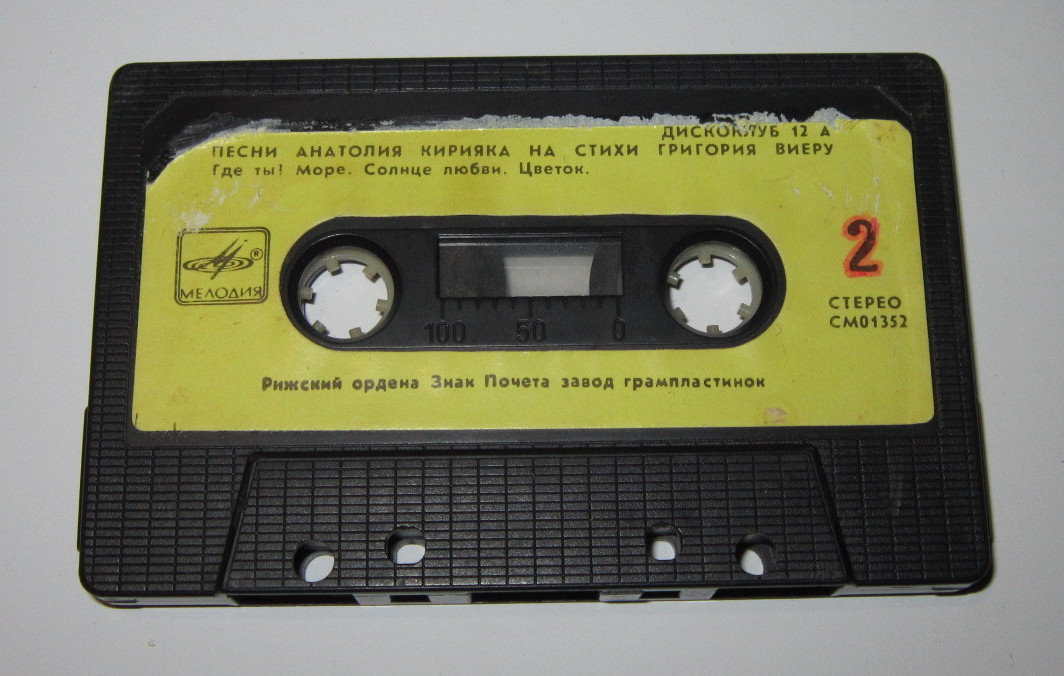 ДИСКОКЛУБ 12 А
ПЕСНИ АНАТОЛИЯ КИРИЯКА НА СТИХИ ГРИГОРИЯ ВИЕРУ
Где ты! Море. Солнце любви. Цветок.
®
МЕЛОДИЯ
2
СТЕРЕО
СМ01352
100 50 0
Рижский ордена Знак Почета завод грампластинок